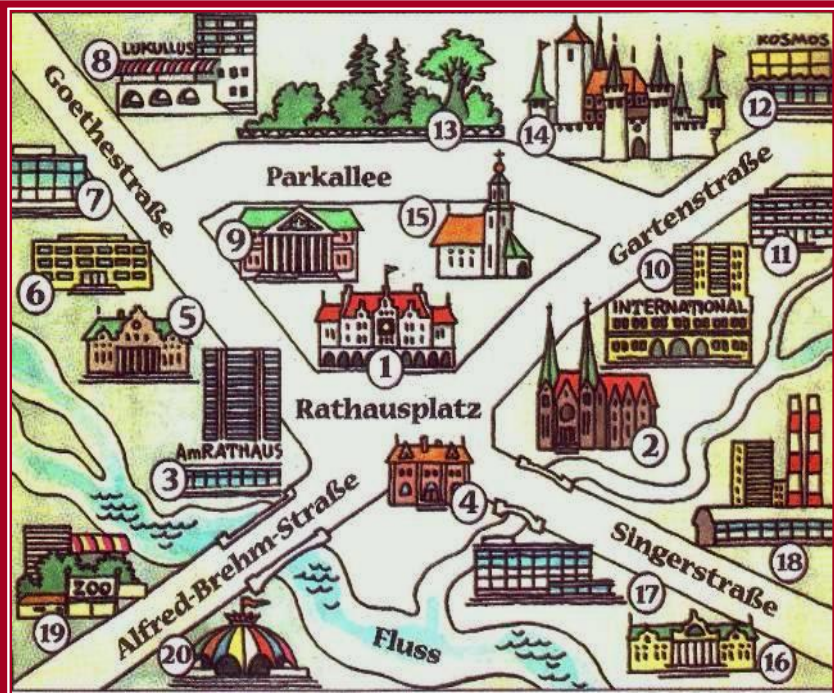 LUKULLUS
8
KOSMOS
12
Goethestraße
13
14
7
Parkallee
15
9
Gartenstraße
11
10
6
5
INTERNATIONAL
1
Rathausplatz
2
AmRATHAUS
3
4
Alfred-Brehm-Straße
Singerstraße
18
ZOO
19
17
Fluss
20
16